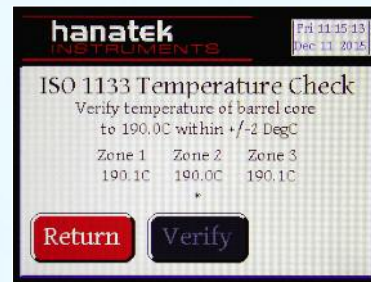 hanatek
INSTRUMENTS
Fri 11:15:13
Dec 11 2015
ISO 1133 Temperature Check
Verify temperature of barrel core
to 190.0C within +/-2 DegC
Zone 1 Zone 2 Zone 3
190.1C 190.0C 190.1C
*
Return Verify